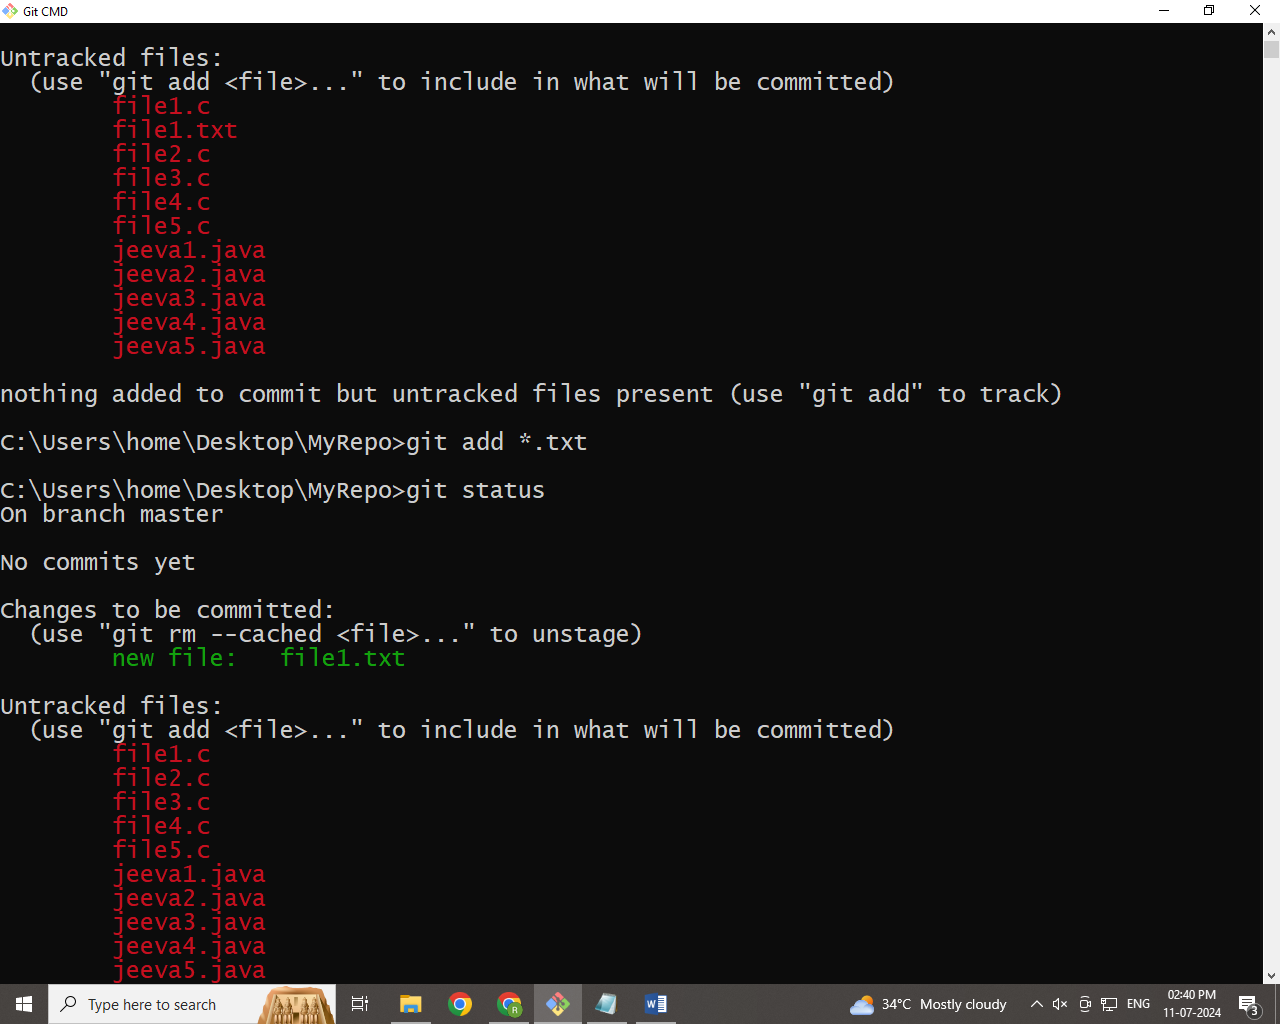 Git CMD
Untracked files:
  (use "git add <file>..." to include in what will be committed)
        file1.c
        file1.txt
        file2.c
        file3.c
        file4.c
        file5.c
        jeeva1.java
        jeeva2.java
        jeeva3.java
        jeeva4.java
        jeeva5.java
nothing added to commit but untracked files present (use "git add" to track)
C:\Users\home\Desktop\MyRepo>git add *.txt
C:\Users\home\Desktop\MyRepo>git status
On branch master
No commits yet
Changes to be committed:
  (use "git rm --cached <file>..." to unstage)
        new file:   file1.txt
Untracked files:
  (use "git add <file>..." to include in what will be committed)
        file1.c
        file2.c
        file3.c
        file4.c
        file5.c
        jeeva1.java
        jeeva2.java
        jeeva3.java
        jeeva4.java
        jeeva5.java
Type here to search
R
W
34°C Mostly cloudy
ENG
02:40 PM
11-07-2024
3